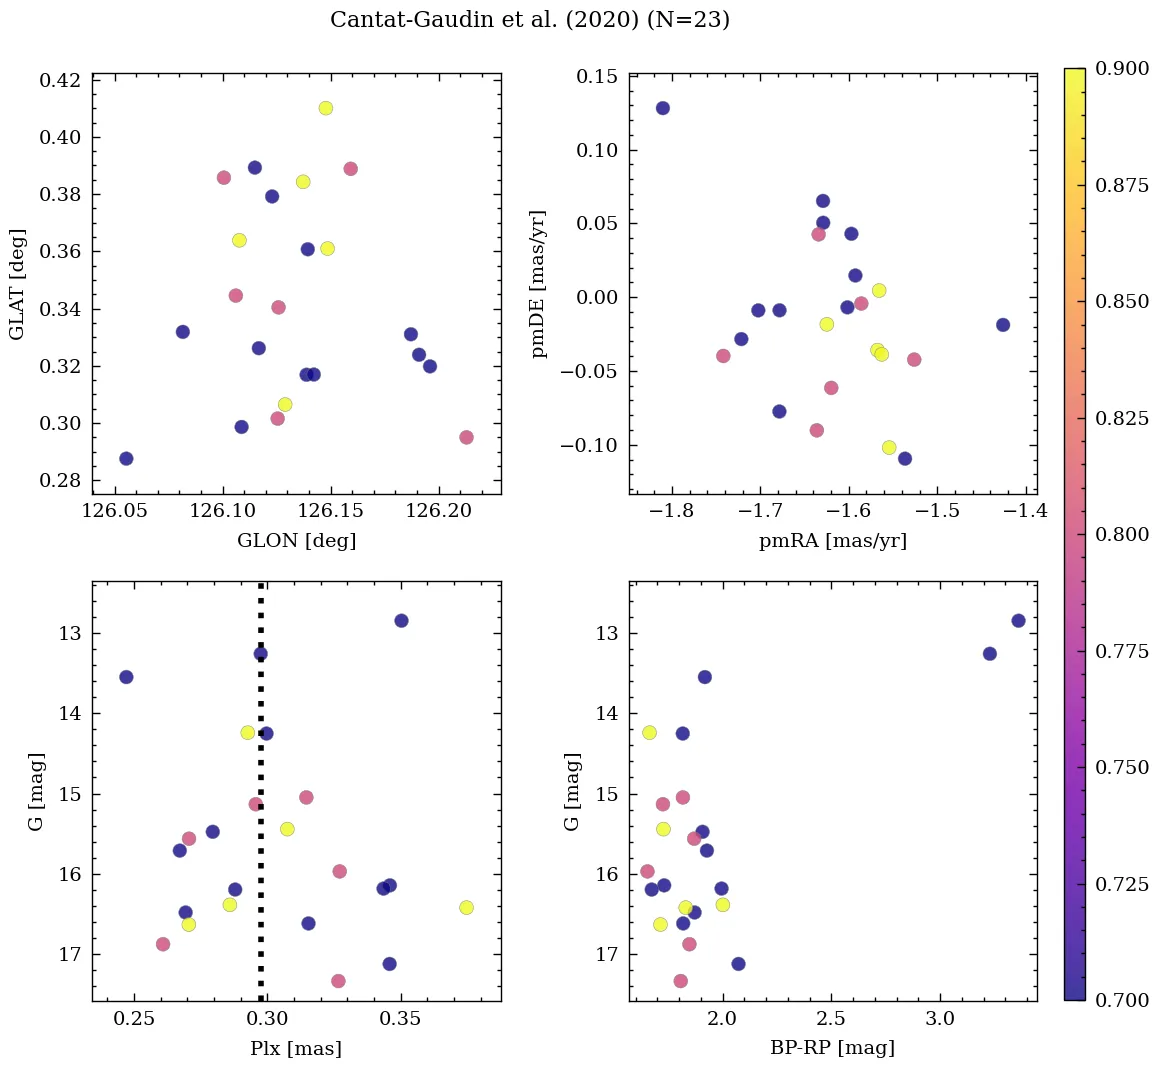 Cantat-Gaudin et al. (2020) (N=23)
0.42
0.40
0.38
0.36
0.34
0.32
0.30
0.28
GLAT [deg]
126.05 126.10 126.15 126.20
GLON [deg]
0.15
0.10
0.05
0.00
−0.05
−0.10
pmDE [mas/yr]
−1.8 −1.7 −1.6 −1.5 −1.4
pmRA [mas/yr]
13
14
15
16
17
G [mag]
0.25 0.30 0.35
Plx [mas]
13
14
15
16
17
G [mag]
2.0 2.5 3.0
BP-RP [mag]
0.900
0.875
0.850
0.825
0.800
0.775
0.750
0.725
0.700